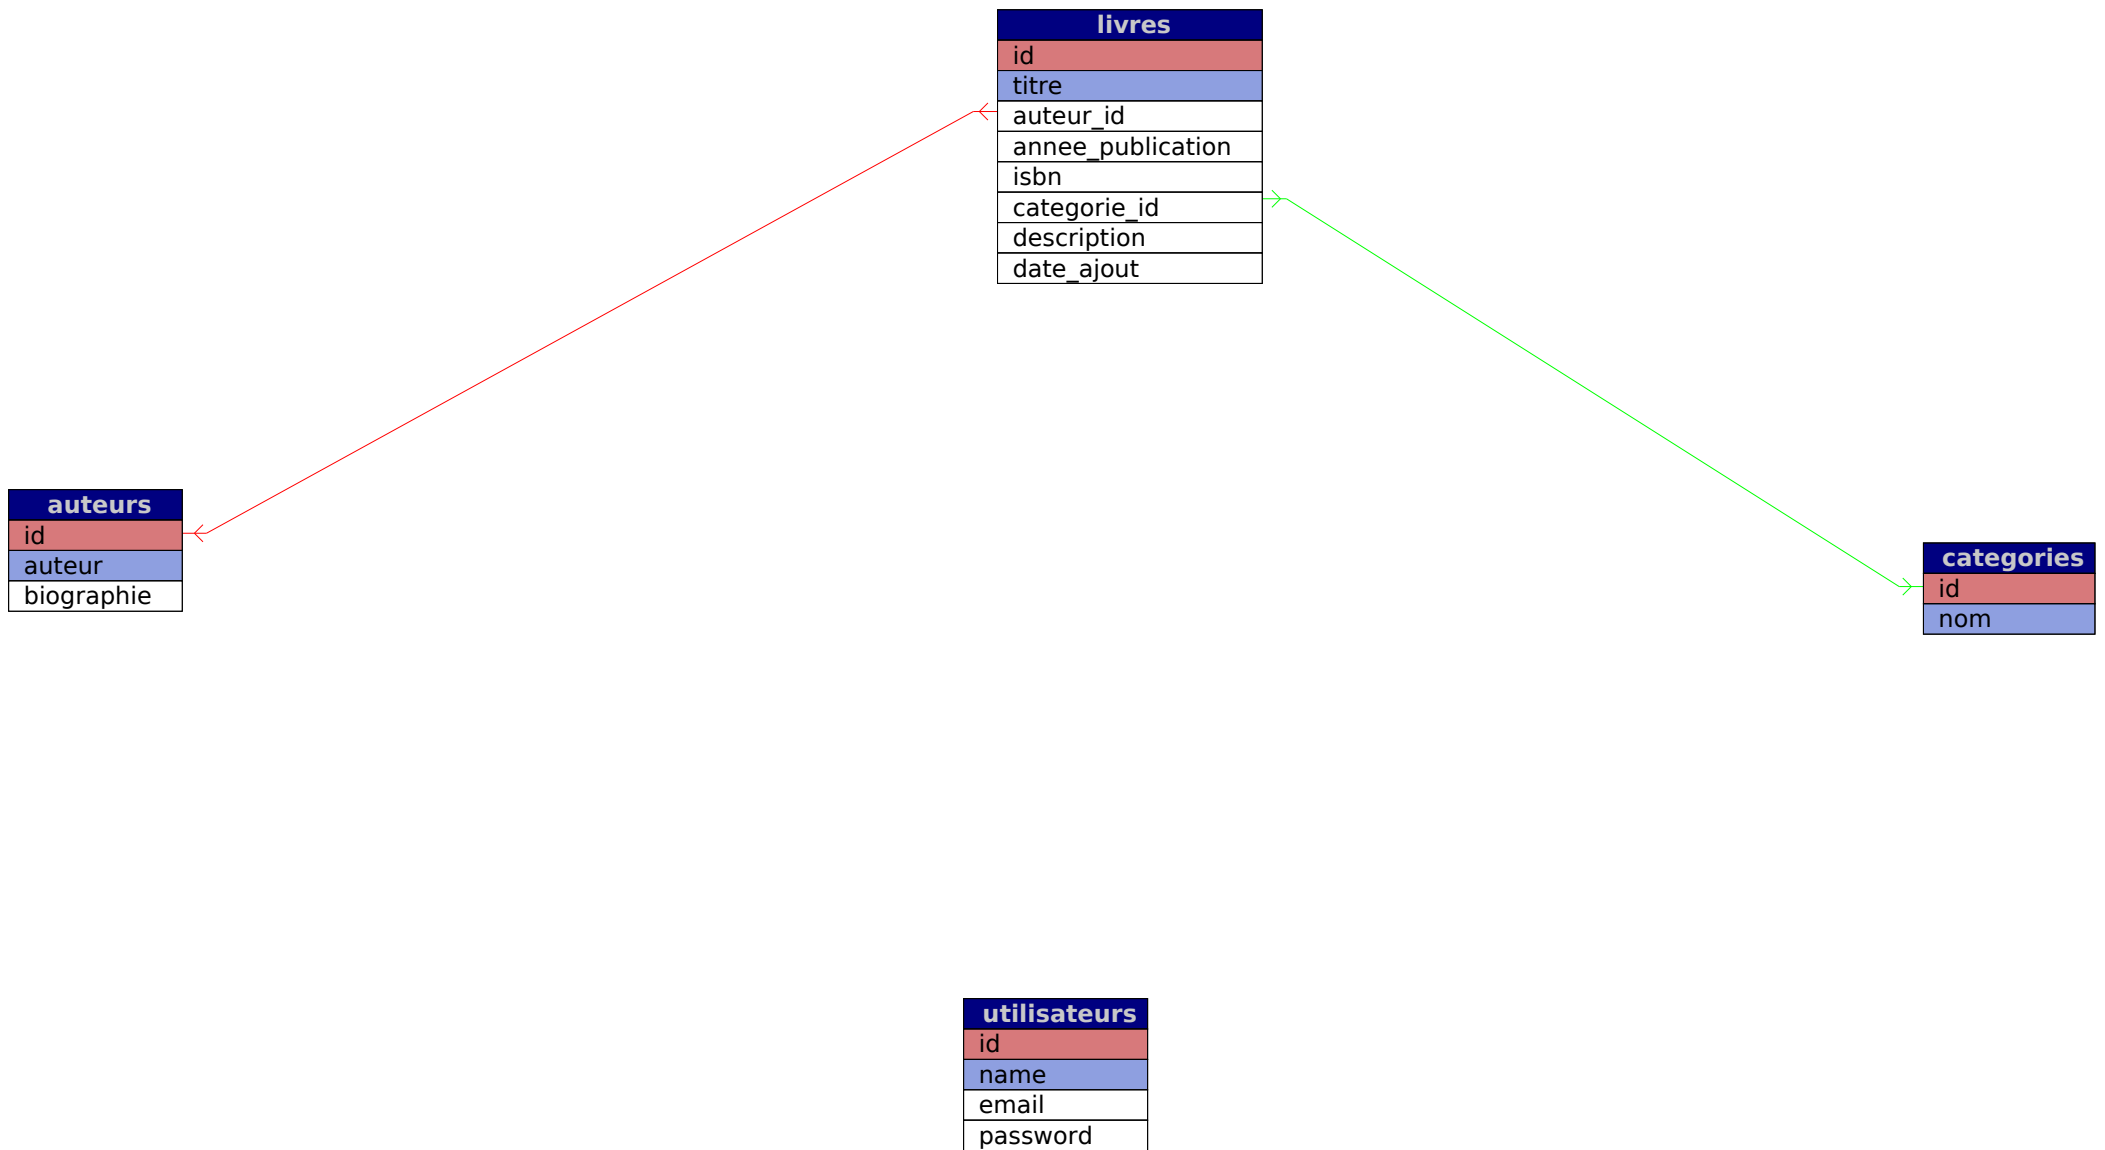 livres
id
titre
auteur_id
annee_publication
isbn
categorie_id
description
date_ajout
auteurs
id
auteur
biographie
categories
id
nom
utilisateurs
id
name
email
password